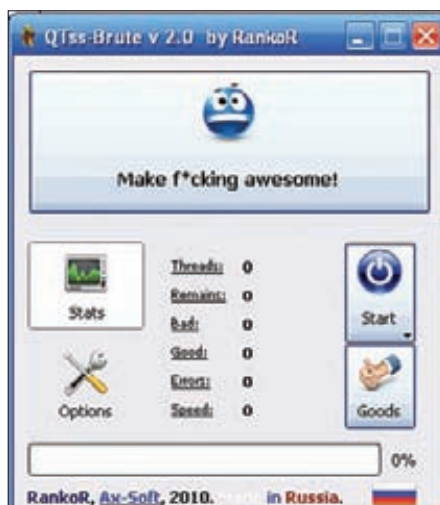 QTss-Brute v 2.0 by RankoR
Make f*cking awesome!
Stats
Options
Threads: 0
Remains: 0
Bad: 0
Good: 0
Errors: 0
Speed: 0
Start
Goods
0%
RankoR, Ax-Soft, 2010. in Russia.